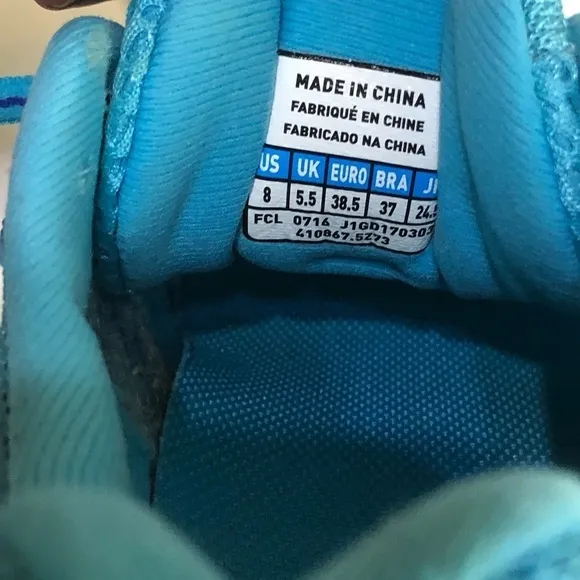 MADE IN CHINA
FABRIQUÉ EN CHINE
FABRICADO NA CHINA
US UK EURO BRA
8 5.5 38.5 37
FCL 0716
410867.5Z73